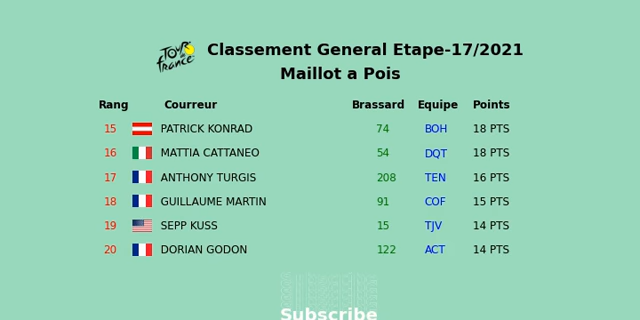 TOUR de france
Classement General Etape-17/2021
Maillot a Pois
Rang Courreur Brassard Equipe Points
15 PATRICK KONRAD 74 BOH 18 PTS
16 MATTIA CATTANEO 54 DQT 18 PTS
17 ANTHONY TURGIS 208 TEN 16 PTS
18 GUILLAUME MARTIN 91 COF 15 PTS
19 SEPP KUSS 15 TJV 14 PTS
20 DORIAN GODON 122 ACT 14 PTS
Subscribe